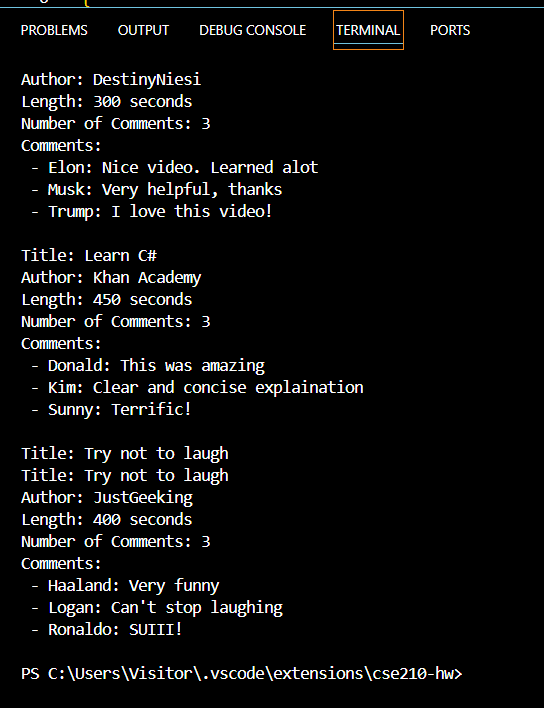 PROBLEMS OUTPUT DEBUG CONSOLE TERMINAL PORTS
Author: DestinyNiesi
Length: 300 seconds
Number of Comments: 3
Comments:
- Elon: Nice video. Learned alot
- Musk: Very helpful, thanks
- Trump: I love this video!
Title: Learn C#
Author: Khan Academy
Length: 450 seconds
Number of Comments: 3
Comments:
- Donald: This was amazing
- Kim: Clear and concise explaination
- Sunny: Terrific!
Title: Try not to laugh
Title: Try not to laugh
Author: JustGeeking
Length: 400 seconds
Number of Comments: 3
Comments:
- Haaland: Very funny
- Logan: Can't stop laughing
- Ronaldo: SUIII!
PS C:\Users\Visitor\.vscode\extensions\cse210-hw>